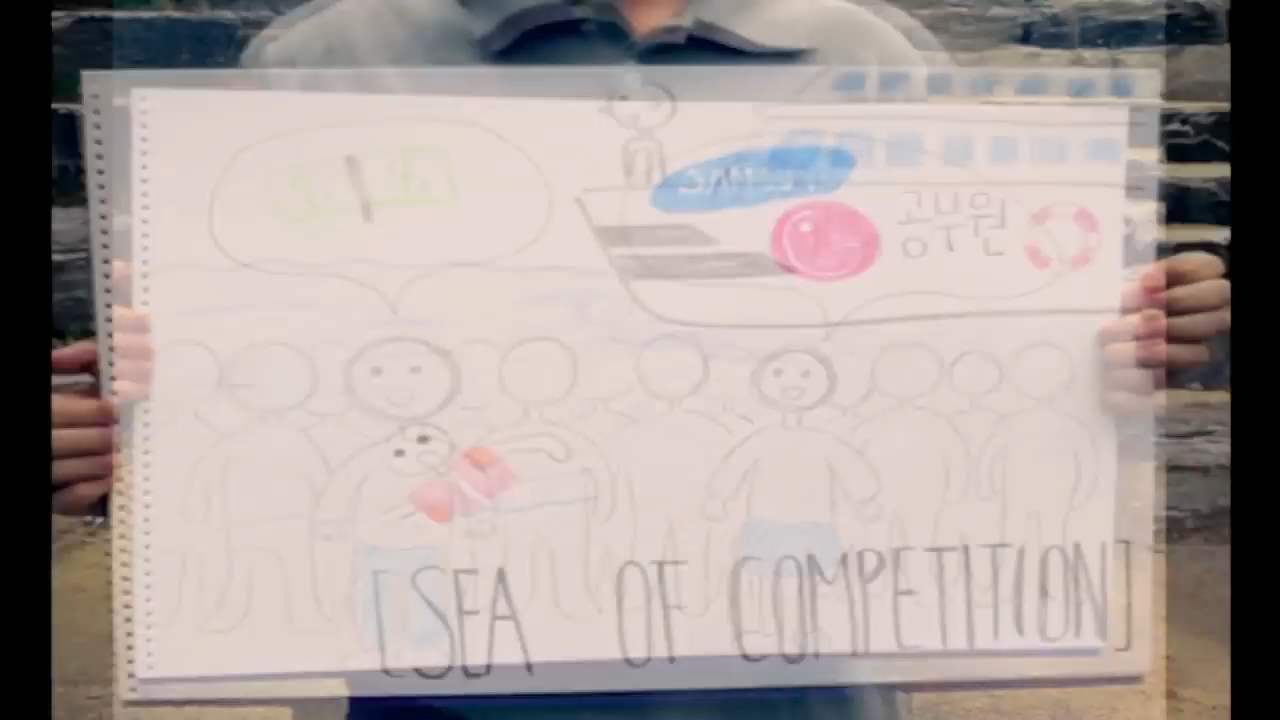 SAMSUNG
공무원
[SEA OF COMPETITION]